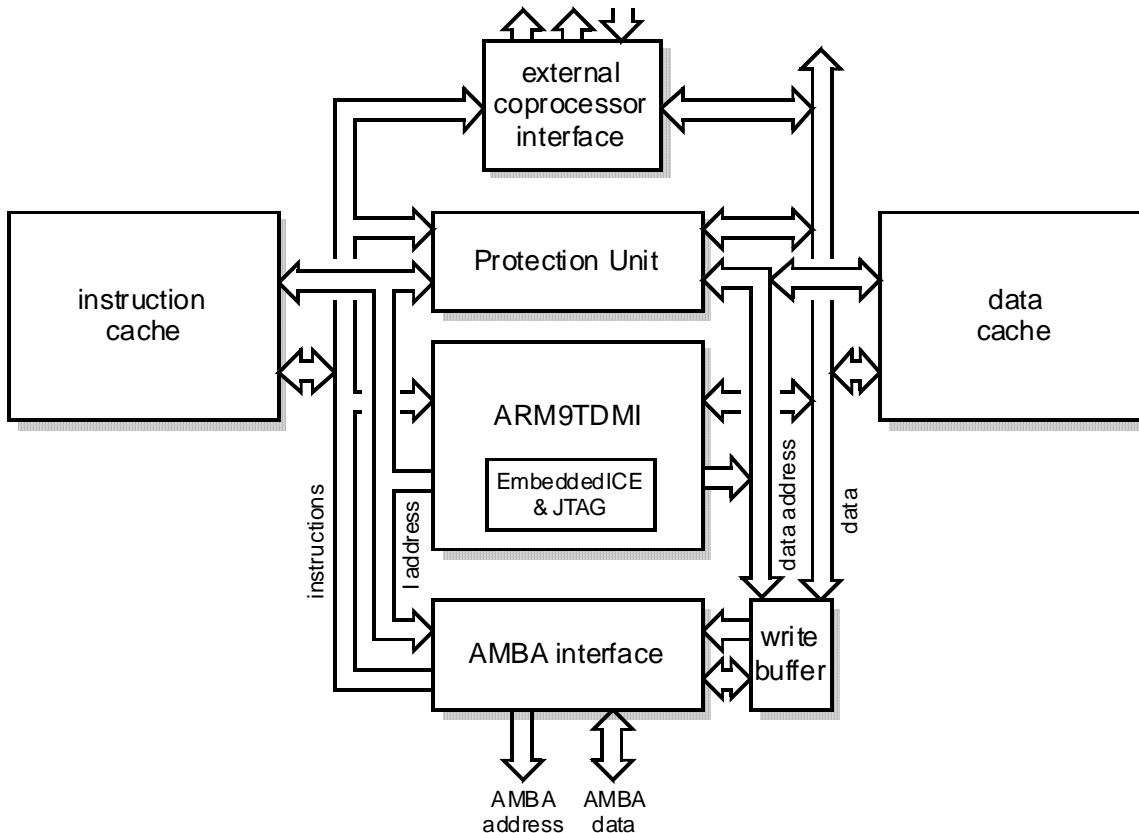 external
coprocessor
interface
Protection Unit
instruction
cache
data
cache
ARM9TDMI
EmbeddedICE
& JTAG
instructions
I address
data address
data
AMBA interface
write
buffer
AMBA
address
AMBA
data